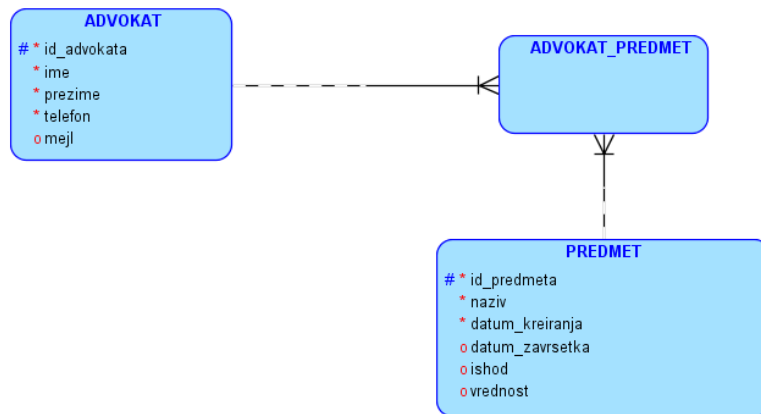 ADVOKAT
# * id_advokata
* ime
* prezime
* telefon
o mejl
ADVOKAT_PREDMET
PREDMET
# * id_predmeta
* naziv
* datum_kreiranja
o datum_zavrsetka
o ishod
o vrednost